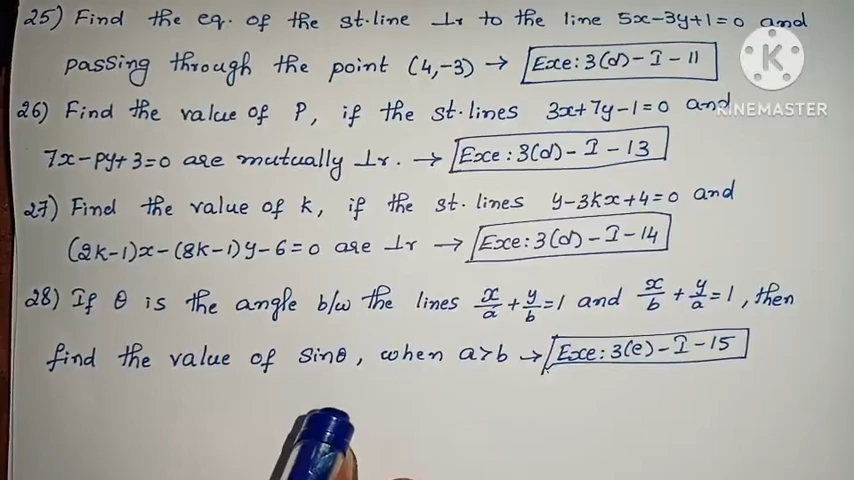 25) Find the eq. of the st.line ⊥r to the line 5x-3y+1=0 and
passing through the point (4,-3) → Exe: 3(d)-I-11
K
KINEMASTER
26) Find the value of P, if the st.lines 3x+7y-1=0 and
7x-py+3=0 are mutually ⊥r. → Exe: 3(d)-I-13
27) Find the value of k, if the st. lines y-3kx+4=0 and
(2k-1)x-(8k-1)y-6=0 are ⊥r → Exe: 3(d)-I-14
28) If θ is the angle b/w the lines x/a+y/b=1 and x/b+y/a=1, then
find the value of sinθ, when a>b → Exe: 3(e)-I-15